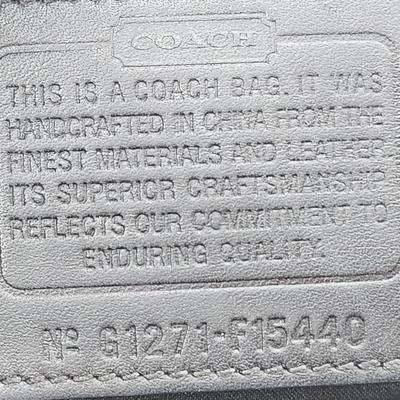 COACH
THIS IS A COACH BAG. IT WAS
HANDCRAFTED IN CHINA FROM THE
FINEST MATERIALS AND LEATHER.
ITS SUPERIOR CRAFTSMANSHIP
REFLECTS OUR COMMITMENT TO
ENDURING QUALITY.
Nº G1271-F15440